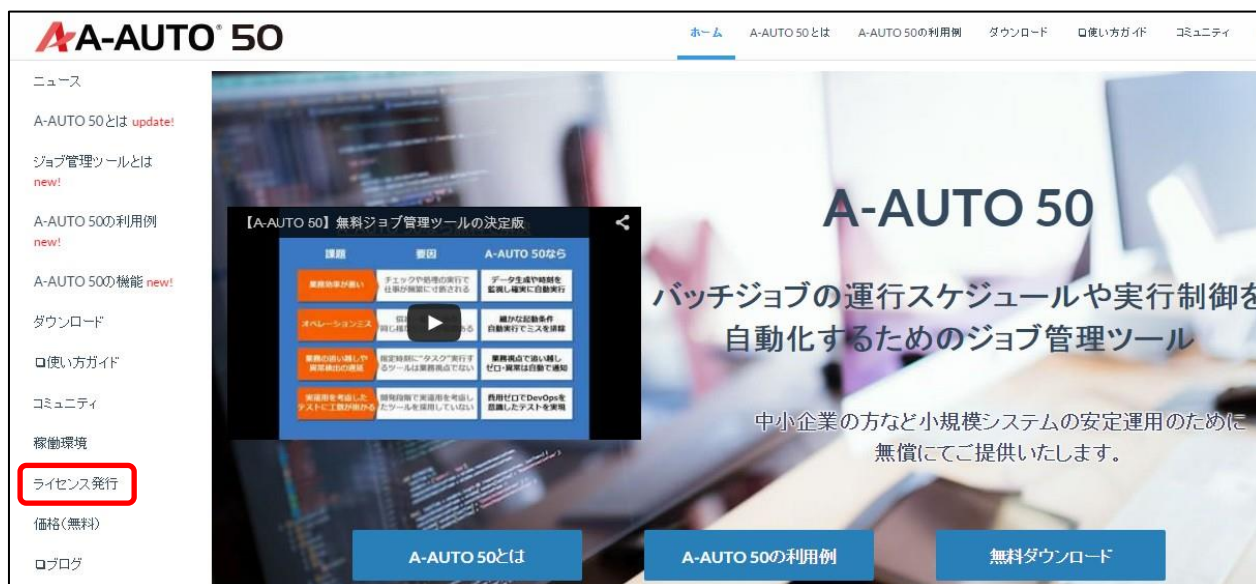 A-AUTO® 50
ホーム A-AUTO 50とは A-AUTO 50の利用例 ダウンロード ロ使い方ガイド コミュニティ
ニュース
A-AUTO 50とは update!
ジョブ管理ツールとは
new!
A-AUTO 50の利用例
new!
A-AUTO 50の機能 new!
ダウンロード
ロ使い方ガイド
コミュニティ
稼働環境
ライセンス発行
価格(無料)
ロブログ
【A-AUTO 50】無料ジョブ管理ツールの決定版
課題 要因 A-AUTO 50なら
業務効率が悪い チェックや処理の実行で データ生成や時刻を
仕事が頻繁に寸断される 監視し確実に自動実行
オペレーションミス 細かな起動条件
自動実行でミスを排除
業務の追い越しや 指定時刻に"タスク"実行す 業務視点で追い越し
異常検出の遅延 るツールは業務視点でない ゼロ・異常は自動で通知
実運用を考慮した 開発段階で実運用を考慮し 費用ゼロでDevOpsを
テストに工数が掛かる たツールを採用していない 意識したテストを実現
A-AUTO 50
バッチジョブの運行スケジュールや実行制御を
自動化するためのジョブ管理ツール
中小企業の方など小規模システムの安定運用のために
無償にてご提供いたします。
A-AUTO 50とは A-AUTO 50の利用例 無料ダウンロード